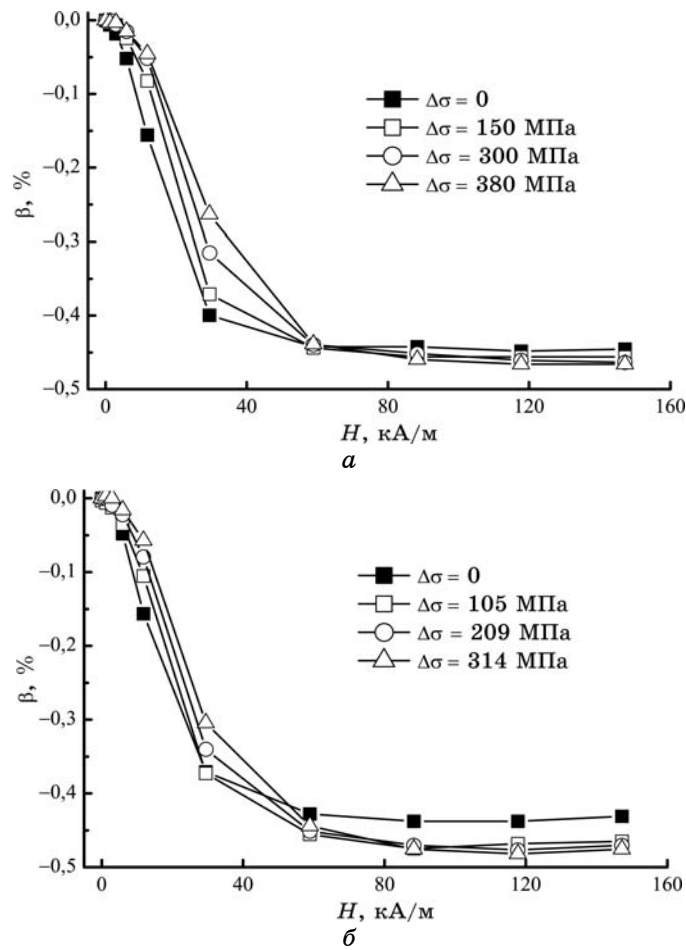 0,0
−0,1
−0,2
−0,3
−0,4
−0,5
β, %
Δσ = 0
Δσ = 150 МПа
Δσ = 300 МПа
Δσ = 380 МПа
0 40 80 120 160
H, кА/м
а
0,0
−0,1
−0,2
−0,3
−0,4
−0,5
β, %
Δσ = 0
Δσ = 105 МПа
Δσ = 209 МПа
Δσ = 314 МПа
0 40 80 120 160
H, кА/м
б